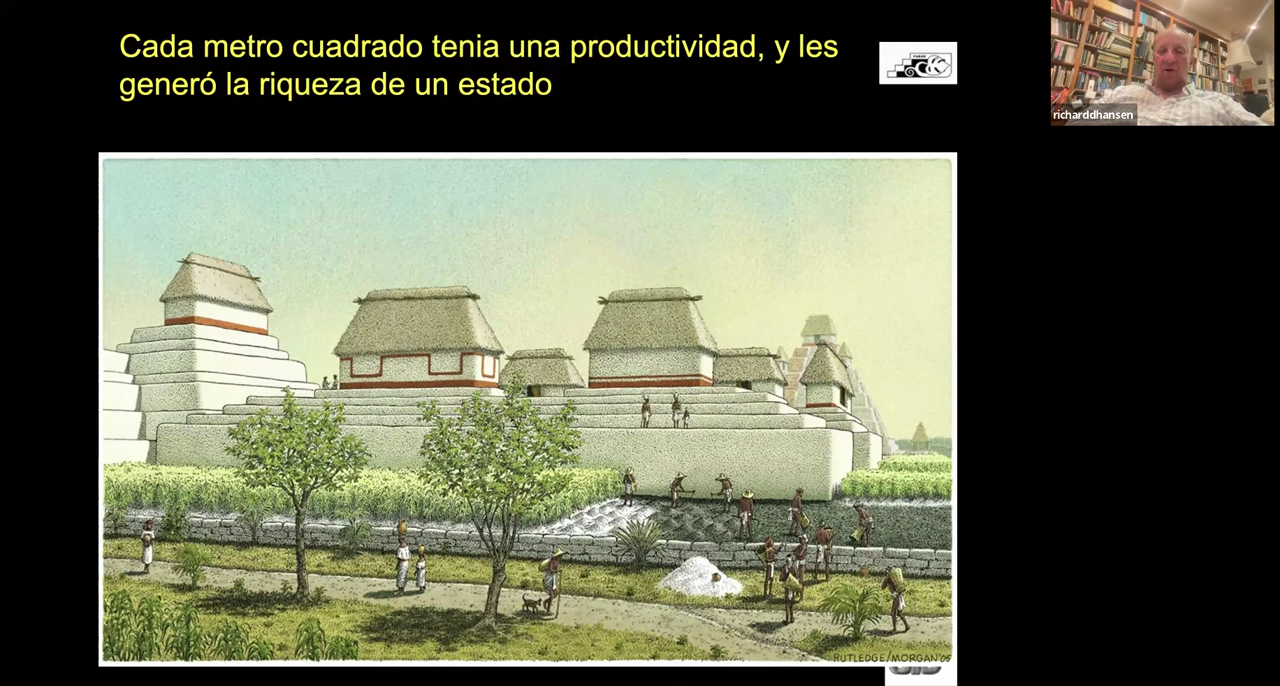 Cada metro cuadrado tenia una productividad, y les
generó la riqueza de un estado
richarddhansen
RUTLEDGE/MORGAN'05